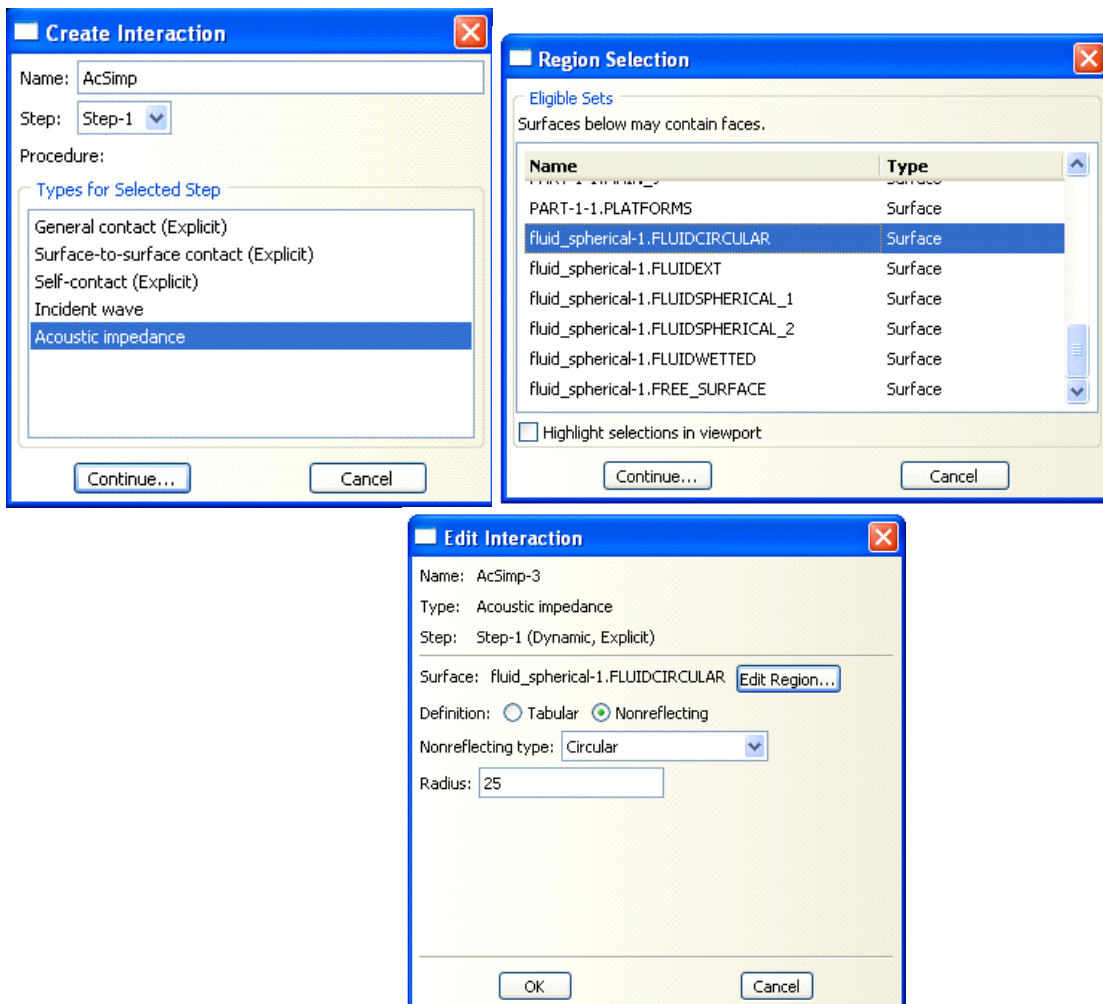 Create Interaction
Name: AcSimp
Step: Step-1
Procedure:
Types for Selected Step
General contact (Explicit)
Surface-to-surface contact (Explicit)
Self-contact (Explicit)
Incident wave
Acoustic impedance
Continue... Cancel
Region Selection
Eligible Sets
Surfaces below may contain faces.
Name Type
PART-1-1.PLATFORMS Surface
fluid_spherical-1.FLUIDCIRCULAR Surface
fluid_spherical-1.FLUIDEXT Surface
fluid_spherical-1.FLUIDSPHERICAL_1 Surface
fluid_spherical-1.FLUIDSPHERICAL_2 Surface
fluid_spherical-1.FLUIDWETTED Surface
fluid_spherical-1.FREE_SURFACE Surface
Highlight selections in viewport
Continue... Cancel
Edit Interaction
Name: AcSimp-3
Type: Acoustic impedance
Step: Step-1 (Dynamic, Explicit)
Surface: fluid_spherical-1.FLUIDCIRCULAR Edit Region...
Definition: Tabular Nonreflecting
Nonreflecting type: Circular
Radius: 25
OK Cancel